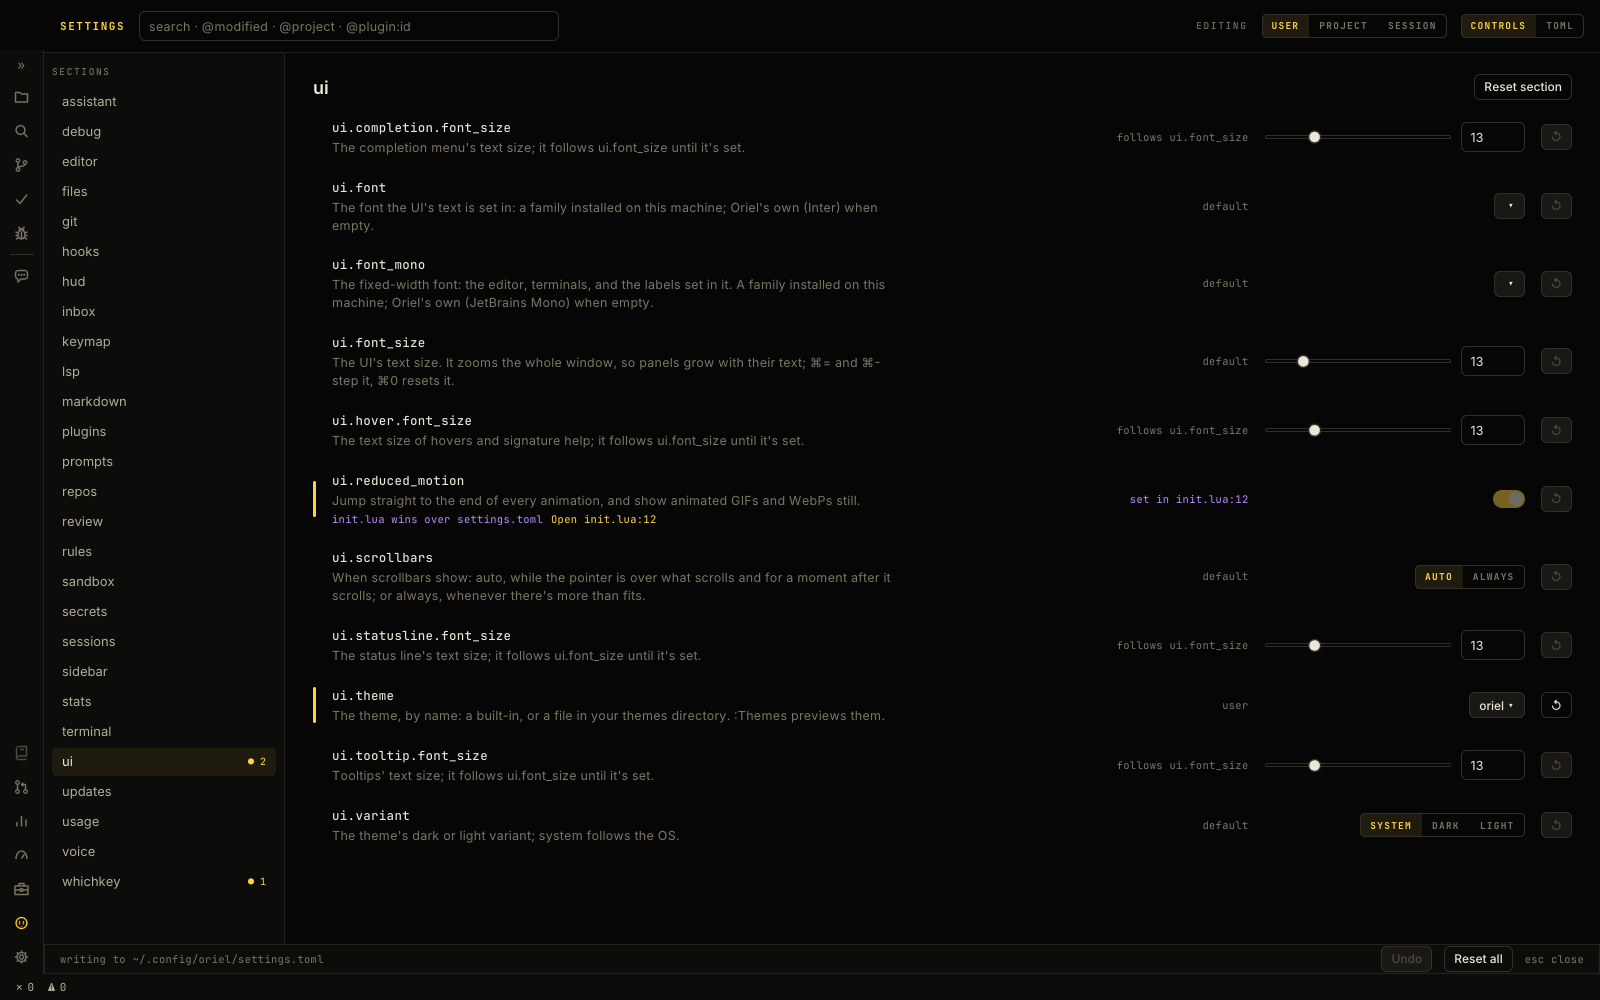 SETTINGS
search · @modified · @project · @plugin:id
EDITING
USER PROJECT SESSION
CONTROLS TOML
»
SECTIONS
assistant
debug
editor
files
git
hooks
hud
inbox
keymap
lsp
markdown
plugins
prompts
repos
review
rules
sandbox
secrets
sessions
sidebar
stats
terminal
ui 2
updates
usage
voice
whichkey 1
ui
Reset section
ui.completion.font_size
The completion menu's text size; it follows ui.font_size until it's set.
follows ui.font_size
13
ui.font
The font the UI's text is set in: a family installed on this machine; Oriel's own (Inter) when
empty.
default
ui.font_mono
The fixed-width font: the editor, terminals, and the labels set in it. A family installed on this
machine; Oriel's own (JetBrains Mono) when empty.
default
ui.font_size
The UI's text size. It zooms the whole window, so panels grow with their text; ⌘= and ⌘-
step it, ⌘0 resets it.
default
13
ui.hover.font_size
The text size of hovers and signature help; it follows ui.font_size until it's set.
follows ui.font_size
13
ui.reduced_motion
Jump straight to the end of every animation, and show animated GIFs and WebPs still.
init.lua wins over settings.toml Open init.lua:12
set in init.lua:12
ui.scrollbars
When scrollbars show: auto, while the pointer is over what scrolls and for a moment after it
scrolls; or always, whenever there's more than fits.
default
AUTO ALWAYS
ui.statusline.font_size
The status line's text size; it follows ui.font_size until it's set.
follows ui.font_size
13
ui.theme
The theme, by name: a built-in, or a file in your themes directory. :Themes previews them.
user
oriel
ui.tooltip.font_size
Tooltips' text size; it follows ui.font_size until it's set.
follows ui.font_size
13
ui.variant
The theme's dark or light variant; system follows the OS.
default
SYSTEM DARK LIGHT
writing to ~/.config/oriel/settings.toml
Undo
Reset all
esc close
× 0 0